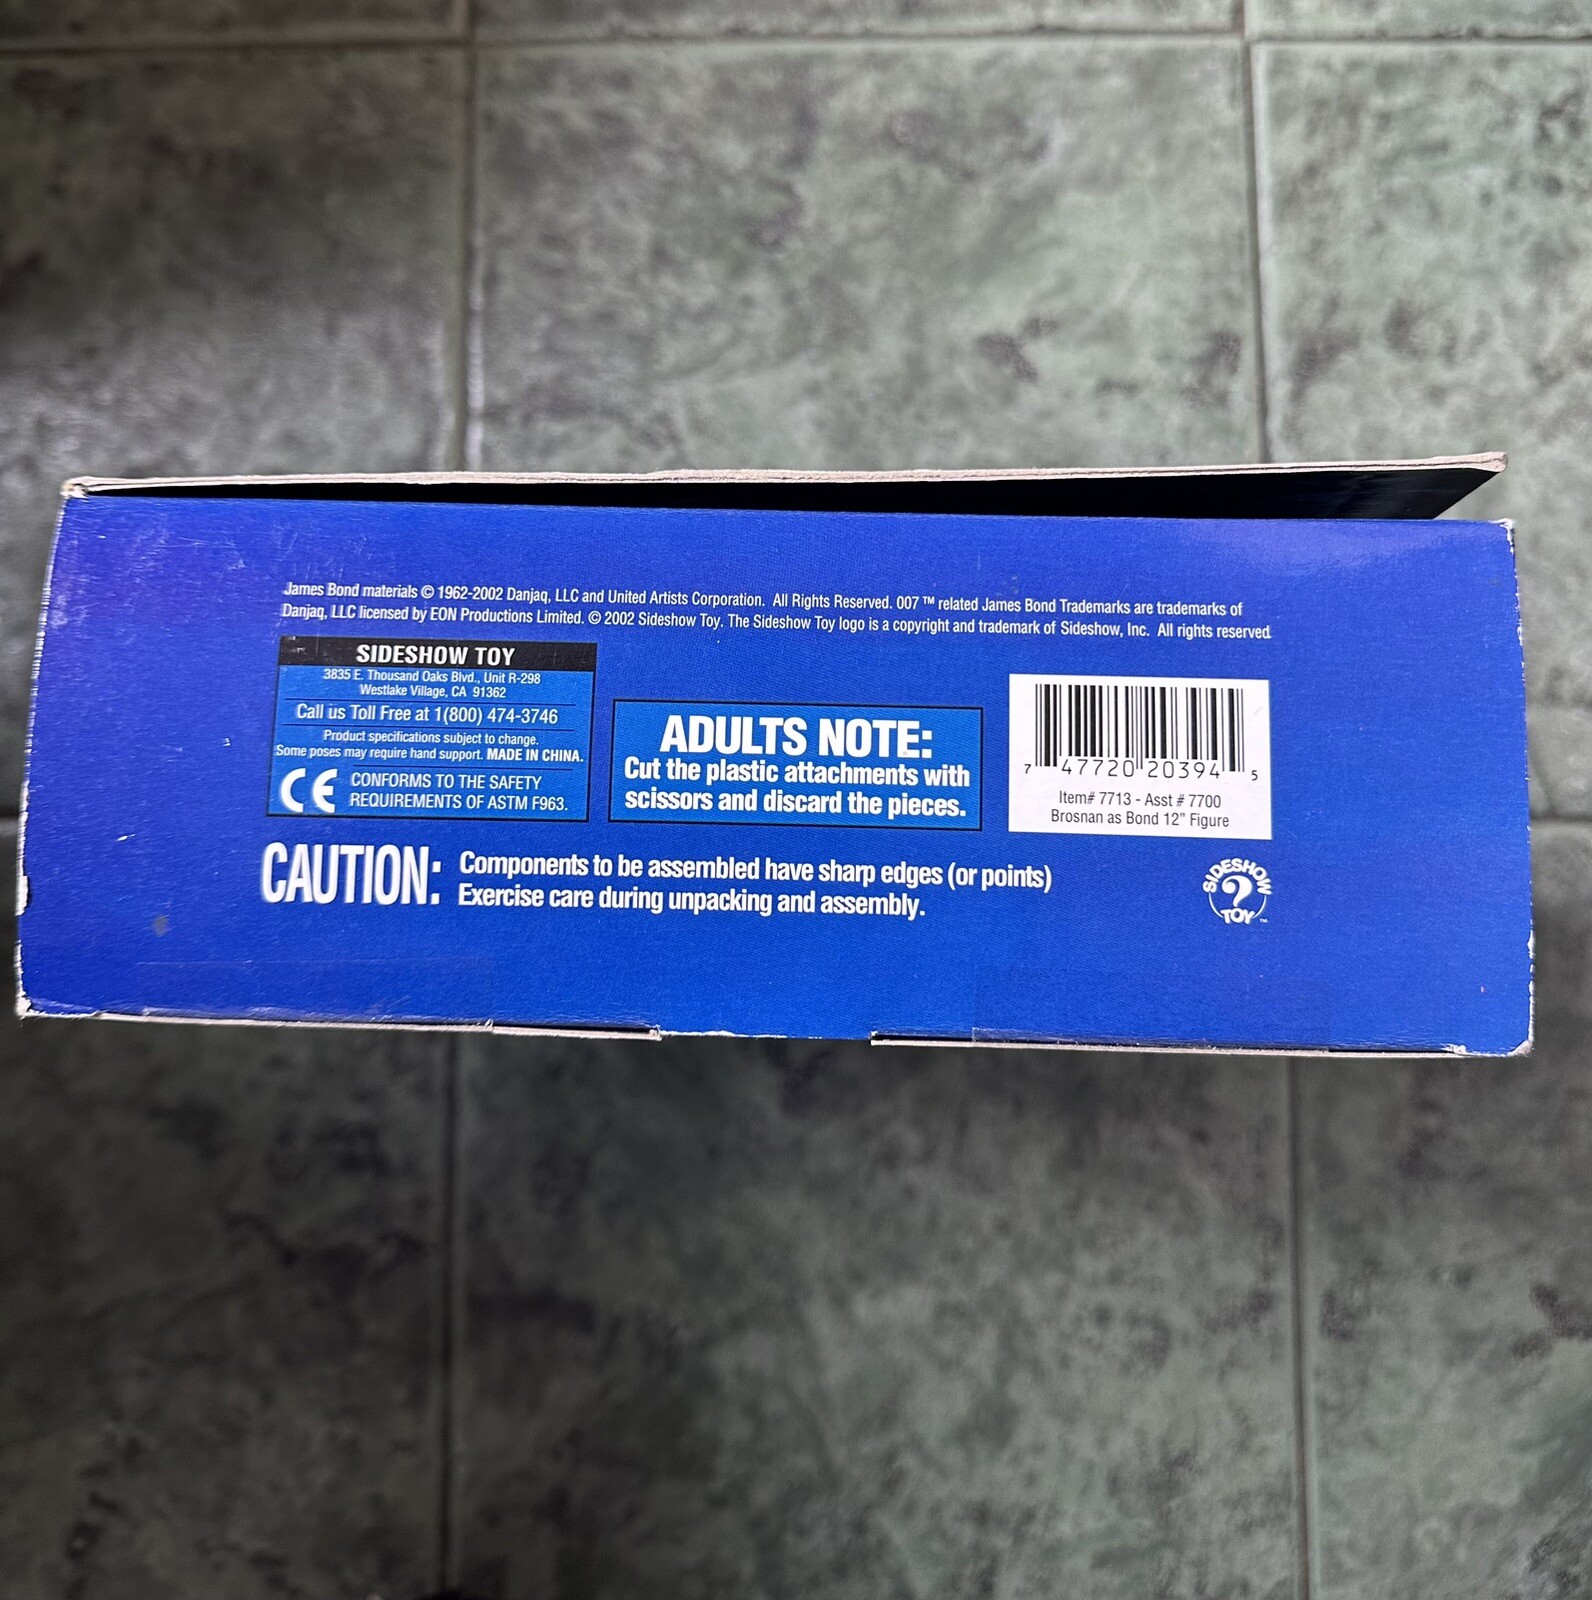 James Bond materials © 1962-2002 Danjaq, LLC and United Artists Corporation. All Rights Reserved. 007 ™ related James Bond Trademarks are trademarks of
Danjaq, LLC licensed by EON Productions Limited. © 2002 Sideshow Toy. The Sideshow Toy logo is a copyright and trademark of Sideshow, Inc. All rights reserved.
SIDESHOW TOY
3835 E. Thousand Oaks Blvd., Unit R-298
Westlake Village, CA 91362
Call us Toll Free at 1(800) 474-3746
Product specifications subject to change.
Some poses may require hand support. MADE IN CHINA.
CE CONFORMS TO THE SAFETY
REQUIREMENTS OF ASTM F963.
ADULTS NOTE:
Cut the plastic attachments with
scissors and discard the pieces.
7 47720 20394 5
Item# 7713 - Asst # 7700
Brosnan as Bond 12” Figure
CAUTION: Components to be assembled have sharp edges (or points)
Exercise care during unpacking and assembly.
SIDESHOW
?
TOY ™